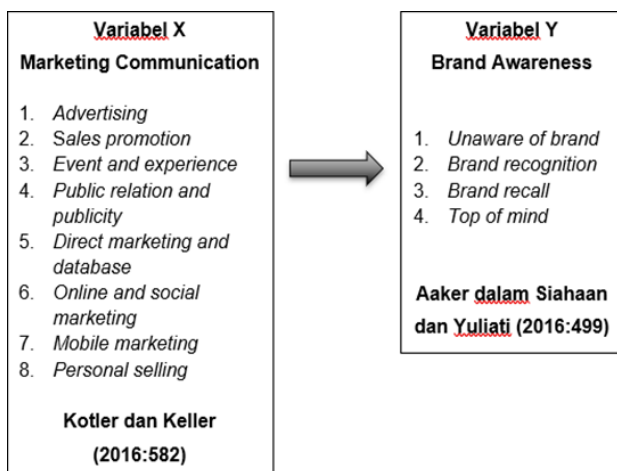 Variabel X
Marketing Communication
1. Advertising
2. Sales promotion
3. Event and experience
4. Public relation and
publicity
5. Direct marketing and
database
6. Online and social
marketing
7. Mobile marketing
8. Personal selling
Kotler dan Keller
(2016:582)
Variabel Y
Brand Awareness
1. Unaware of brand
2. Brand recognition
3. Brand recall
4. Top of mind
Aaker dalam Siahaan
dan Yuliati (2016:499)